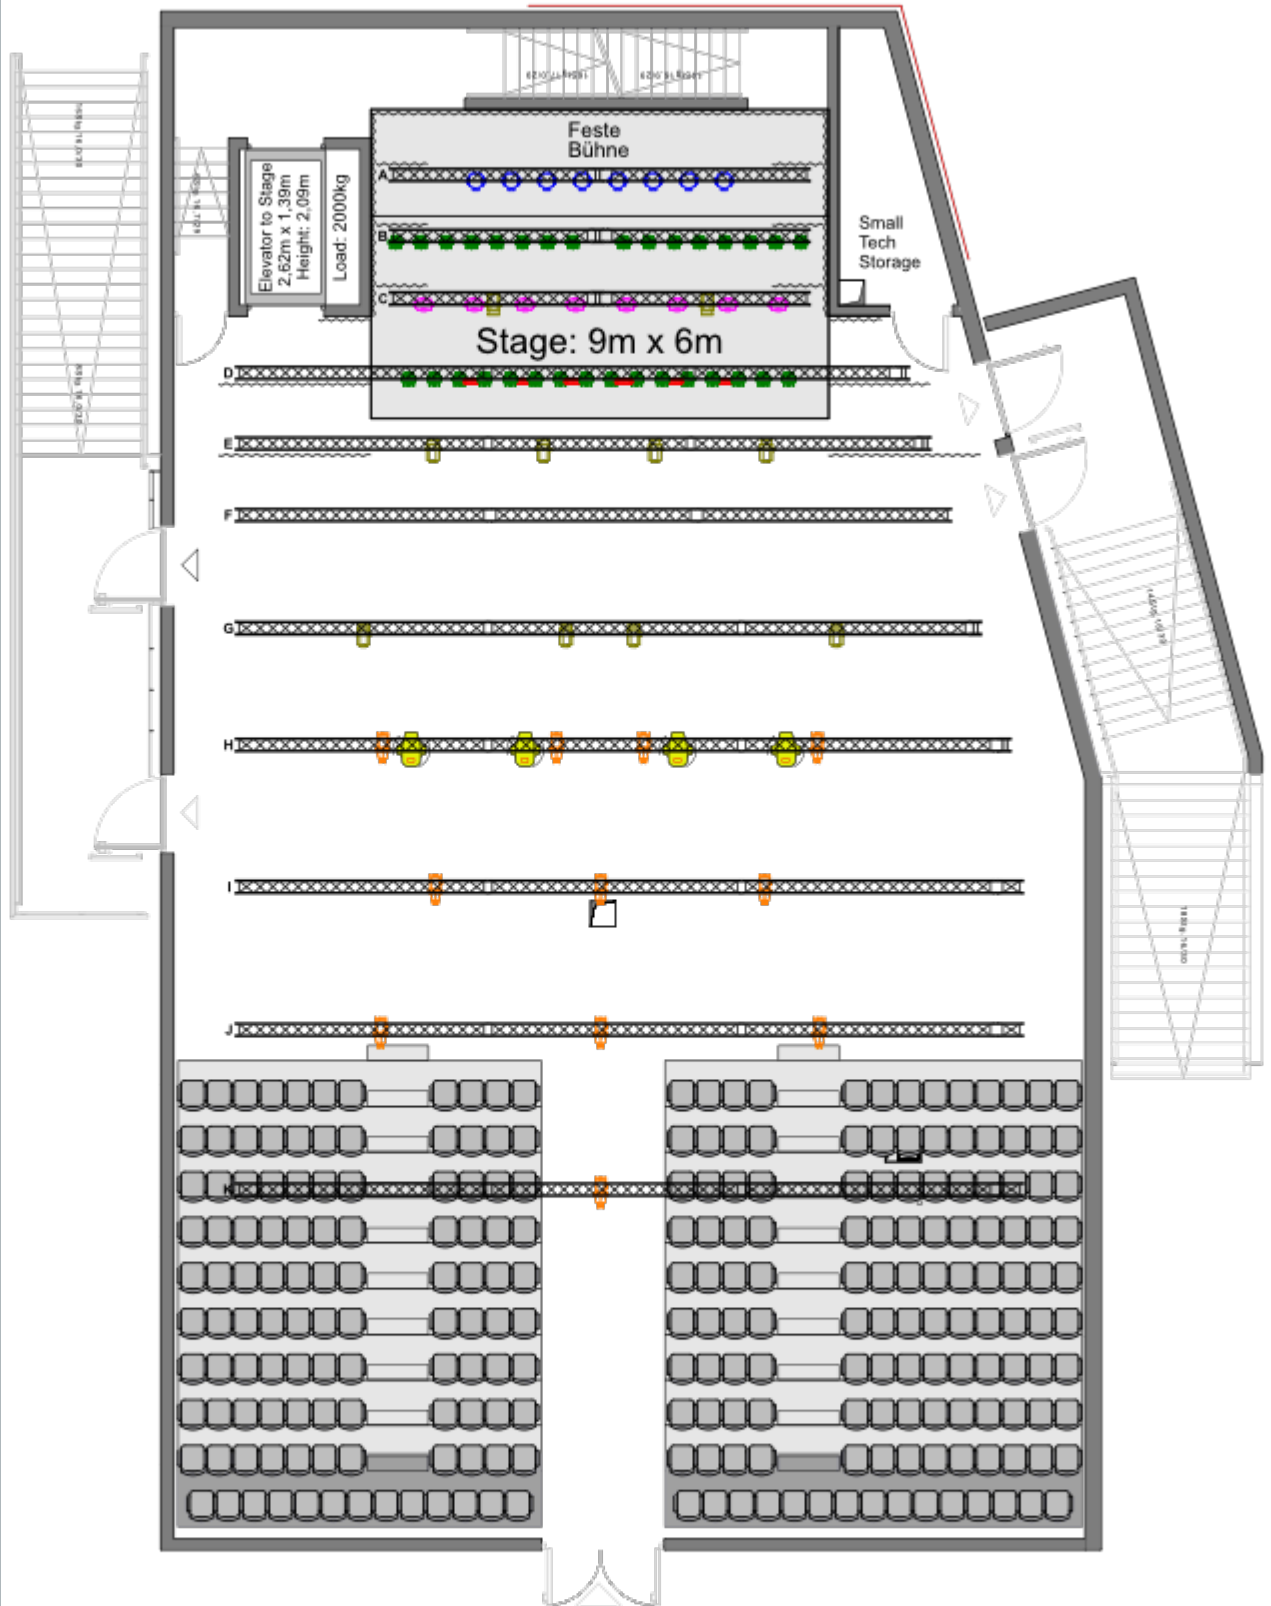 Feste
Bühne
A
Elevator to Stage
2,62m x 1,39m
Height: 2,09m
Load: 2000kg
B
Small
Tech
Storage
C
Stage: 9m x 6m
D
E
F
G
H
I
J
K